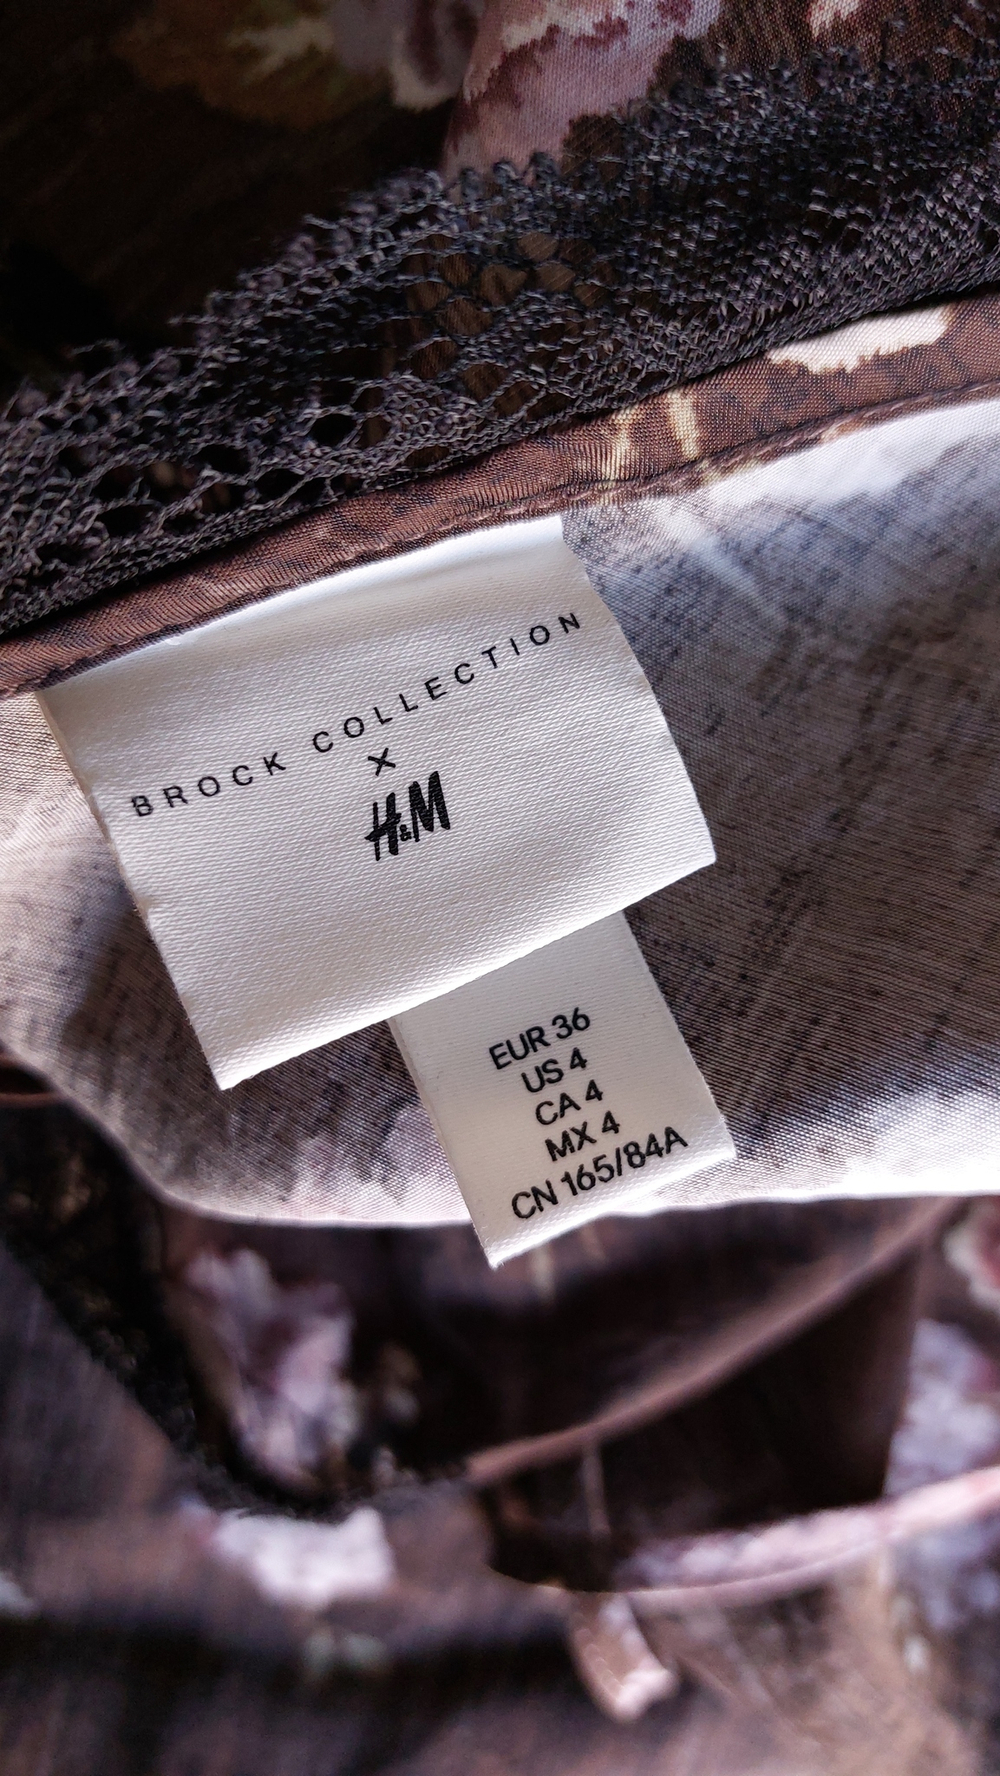 BROCK COLLECTION
×
H&M
EUR 36
US 4
CA 4
MX 4
CN 165/84A